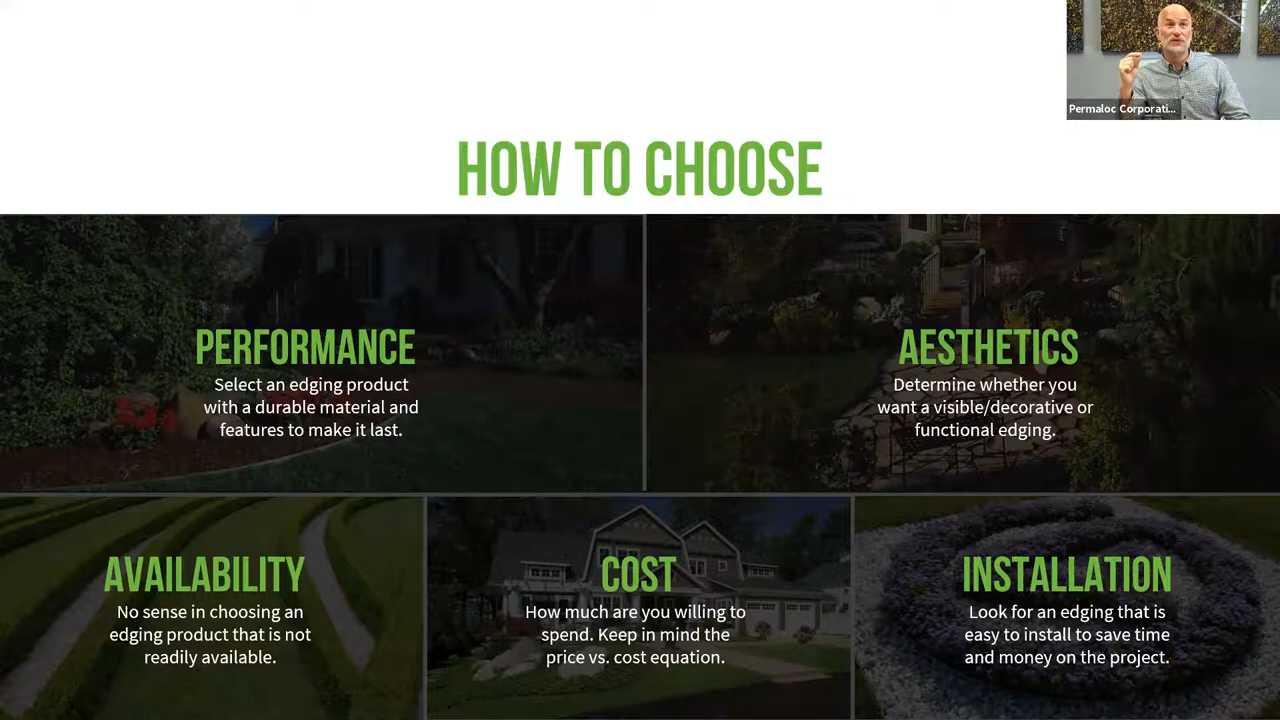 Permaloc Corporati...
HOW TO CHOOSE
PERFORMANCE
Select an edging product
with a durable material and
features to make it last.
AESTHETICS
Determine whether you
want a visible/decorative or
functional edging.
AVAILABILITY
No sense in choosing an
edging product that is not
readily available.
COST
How much are you willing to
spend. Keep in mind the
price vs. cost equation.
INSTALLATION
Look for an edging that is
easy to install to save time
and money on the project.